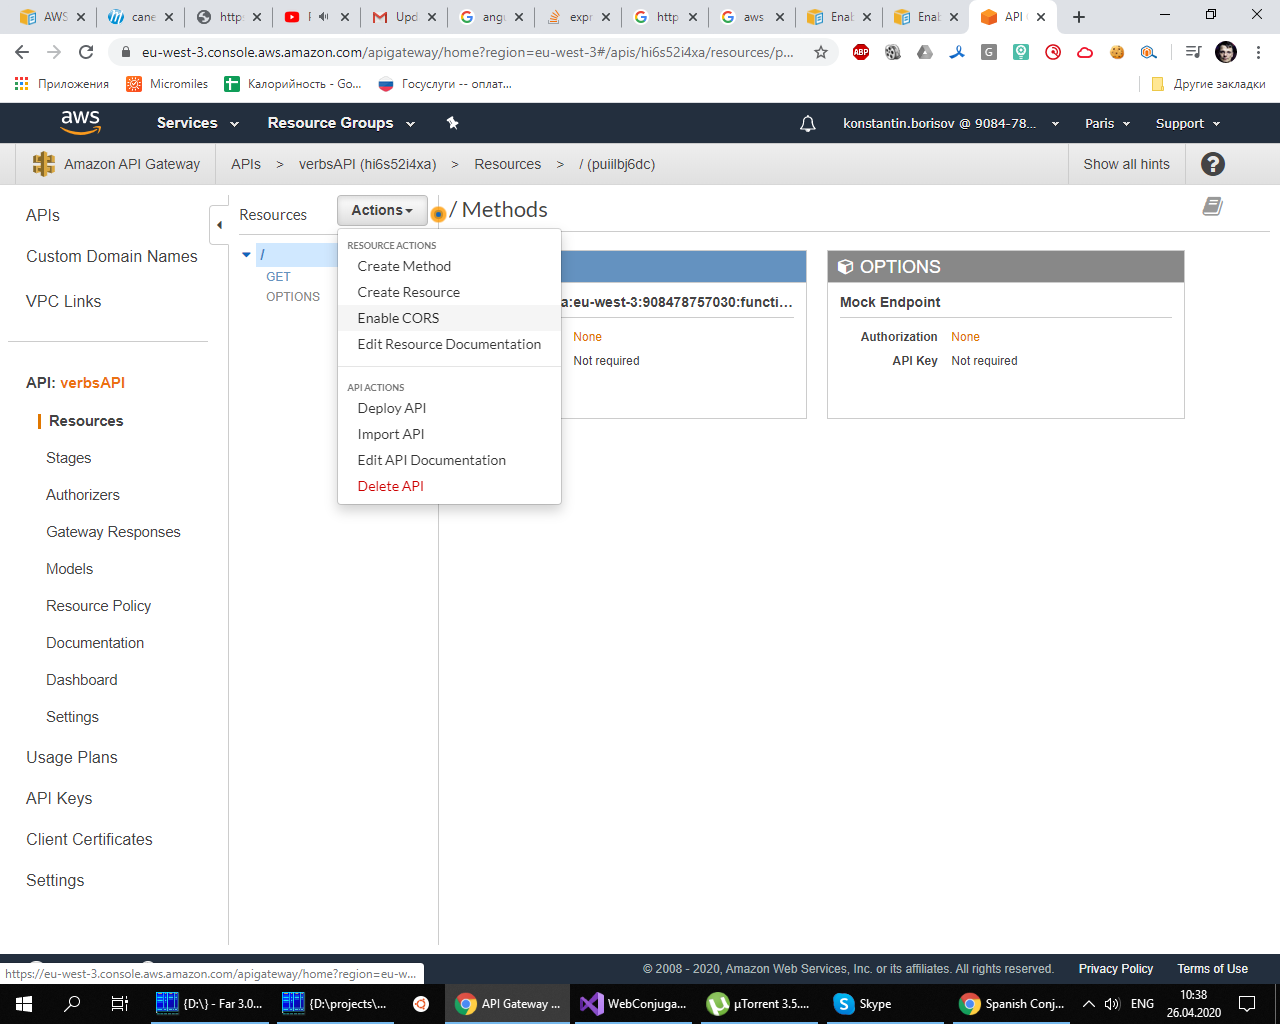 AWS
cane
http:
Upd
ang
expr
http
aws
Enab
Enab
API
eu-west-3.console.aws.amazon.com/apigateway/home?region=eu-west-3#/apis/hi6s52i4xa/resources/p...
ABP
G
Приложения
Micromiles
Калорийность - Go...
Госуслуги -- оплат...
Другие закладки
aws
Services
Resource Groups
konstantin.borisov @ 9084-78...
Paris
Support
Amazon API Gateway
APIs > verbsAPI (hi6s52i4xa) > Resources > / (puiilbj6dc)
Show all hints
?
APIs
Custom Domain Names
VPC Links
API: verbsAPI
Resources
Stages
Authorizers
Gateway Responses
Models
Resource Policy
Documentation
Dashboard
Settings
Usage Plans
API Keys
Client Certificates
Settings
Resources
Actions
/
GET
OPTIONS
RESOURCE ACTIONS
Create Method
Create Resource
Enable CORS
Edit Resource Documentation
API ACTIONS
Deploy API
Import API
Edit API Documentation
Delete API
/ Methods
a:eu-west-3:908478757030:functi...
None
Not required
OPTIONS
Mock Endpoint
Authorization None
API Key Not required
https://eu-west-3.console.aws.amazon.com/apigateway/home?region=eu-w...
© 2008 - 2020, Amazon Web Services, Inc. or its affiliates. All rights reserved.
Privacy Policy
Terms of Use
{D:\} - Far 3.0...
{D:\projects\...
API Gateway ...
WebConjuga...
µTorrent 3.5....
Skype
Spanish Conj...
ENG
10:38
26.04.2020